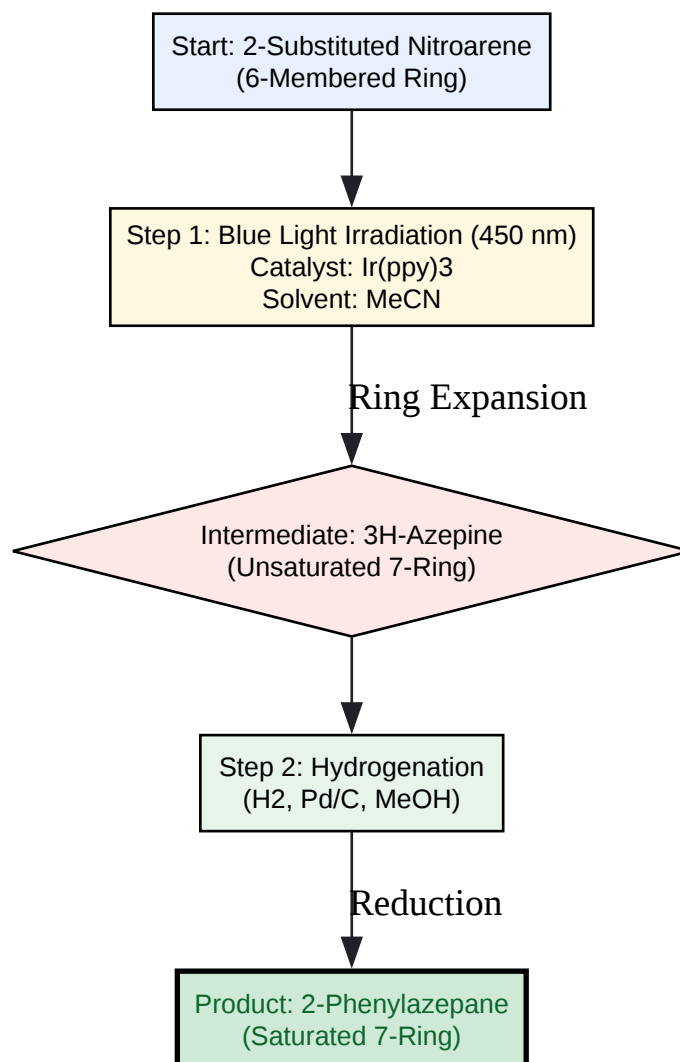 Start: 2-Substituted Nitroarene
(6-Membered Ring)
Step 1: Blue Light Irradiation (450 nm)
Catalyst: Ir(ppy)3
Solvent: MeCN
Ring Expansion
Intermediate: 3H-Azepine
(Unsaturated 7-Ring)
Step 2: Hydrogenation
(H2, Pd/C, MeOH)
Reduction
Product: 2-Phenylazepane
(Saturated 7-Ring)